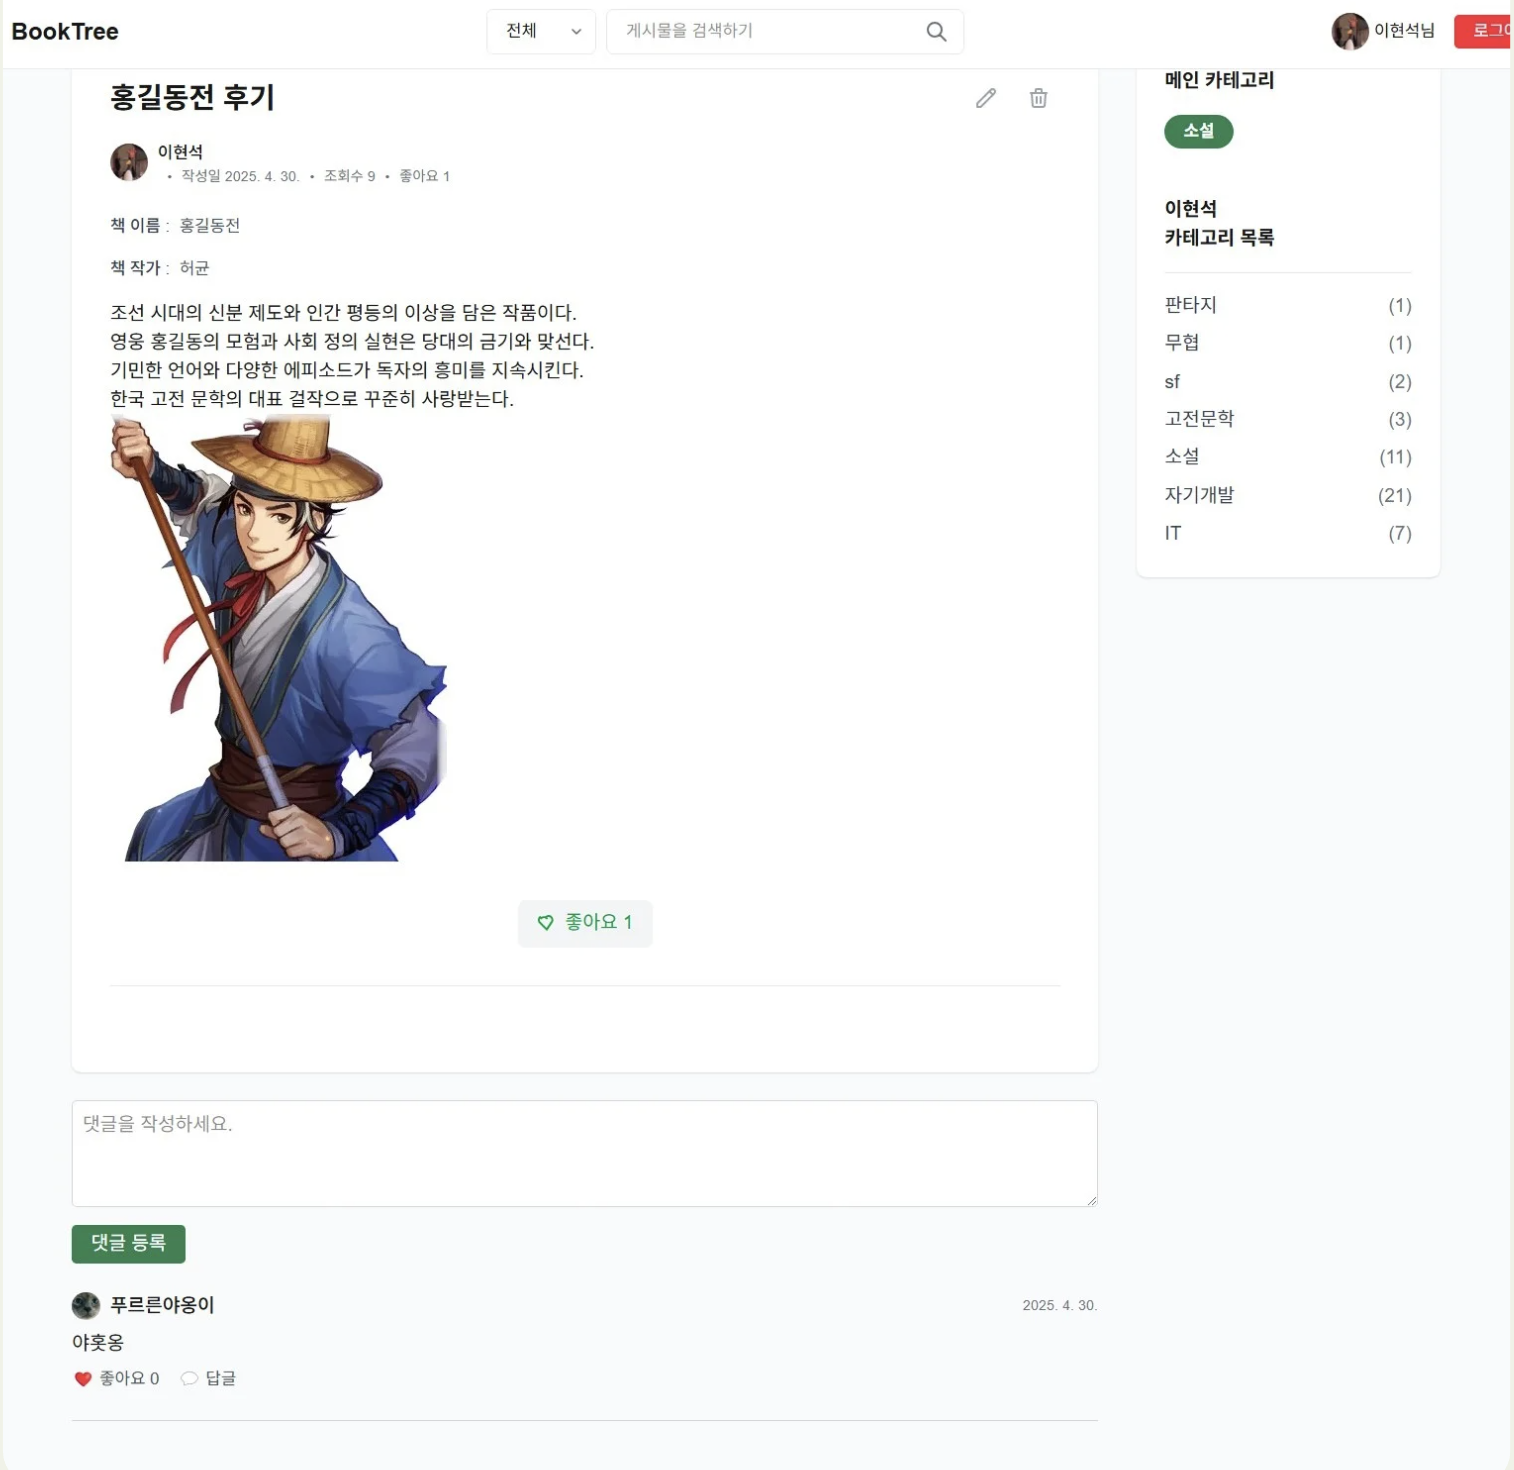 BookTree
전체
게시물을 검색하기
이현석님
홍길동전 후기
이현석
• 작성일 2025. 4. 30. • 조회수 9 • 좋아요 1
책 이름 : 홍길동전
책 작가 : 허균
조선 시대의 신분 제도와 인간 평등의 이상을 담은 작품이다.
영웅 홍길동의 모험과 사회 정의 실현은 당대의 금기와 맞선다.
기민한 언어와 다양한 에피소드가 독자의 흥미를 지속시킨다.
한국 고전 문학의 대표 걸작으로 꾸준히 사랑받는다.
좋아요 1
댓글을 작성하세요.
댓글 등록
푸르른야옹이
2025. 4. 30.
야홋옹
좋아요 0 답글
메인 카테고리
소설
이현석
카테고리 목록
판타지 (1)
무협 (1)
sf (2)
고전문학 (3)
소설 (11)
자기개발 (21)
IT (7)